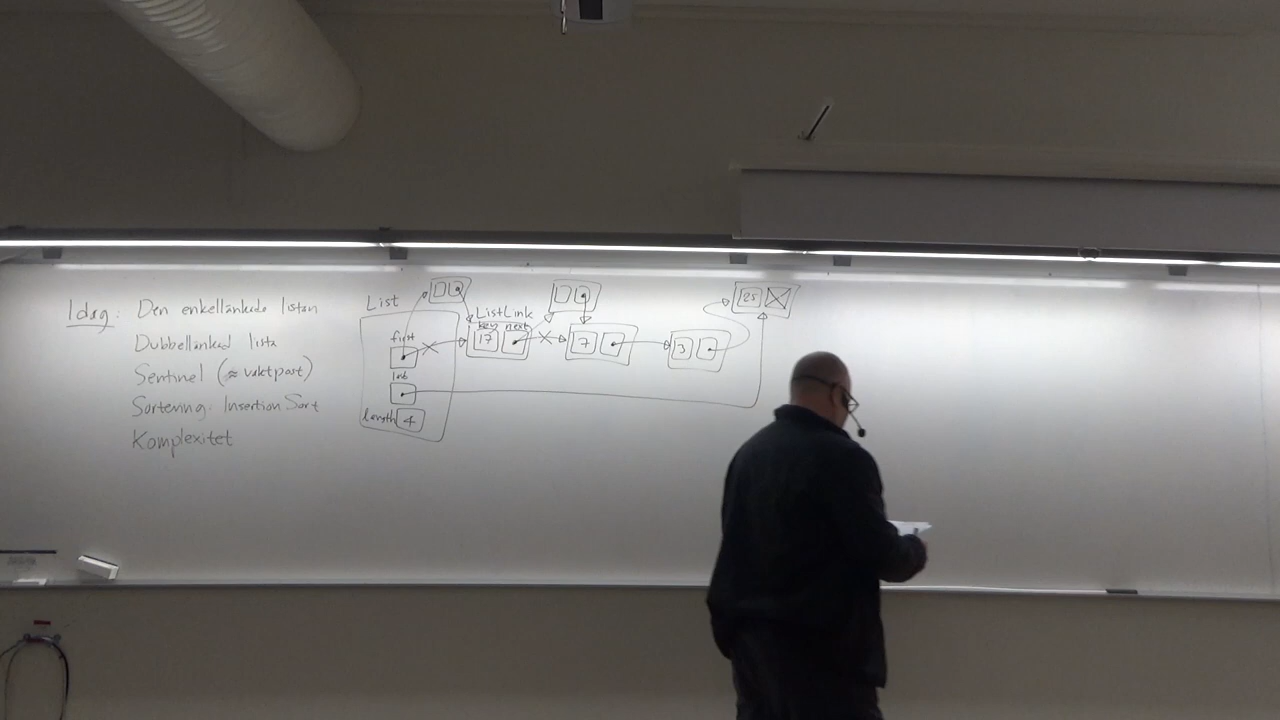 Idag: Den enkellänkade listan
Dubbellänkad lista
Sentinel (≈ vaktpost)
Sortering: Insertion Sort
Komplexitet
List
first
last
length 4
ListLink
key next
17
7
3
25